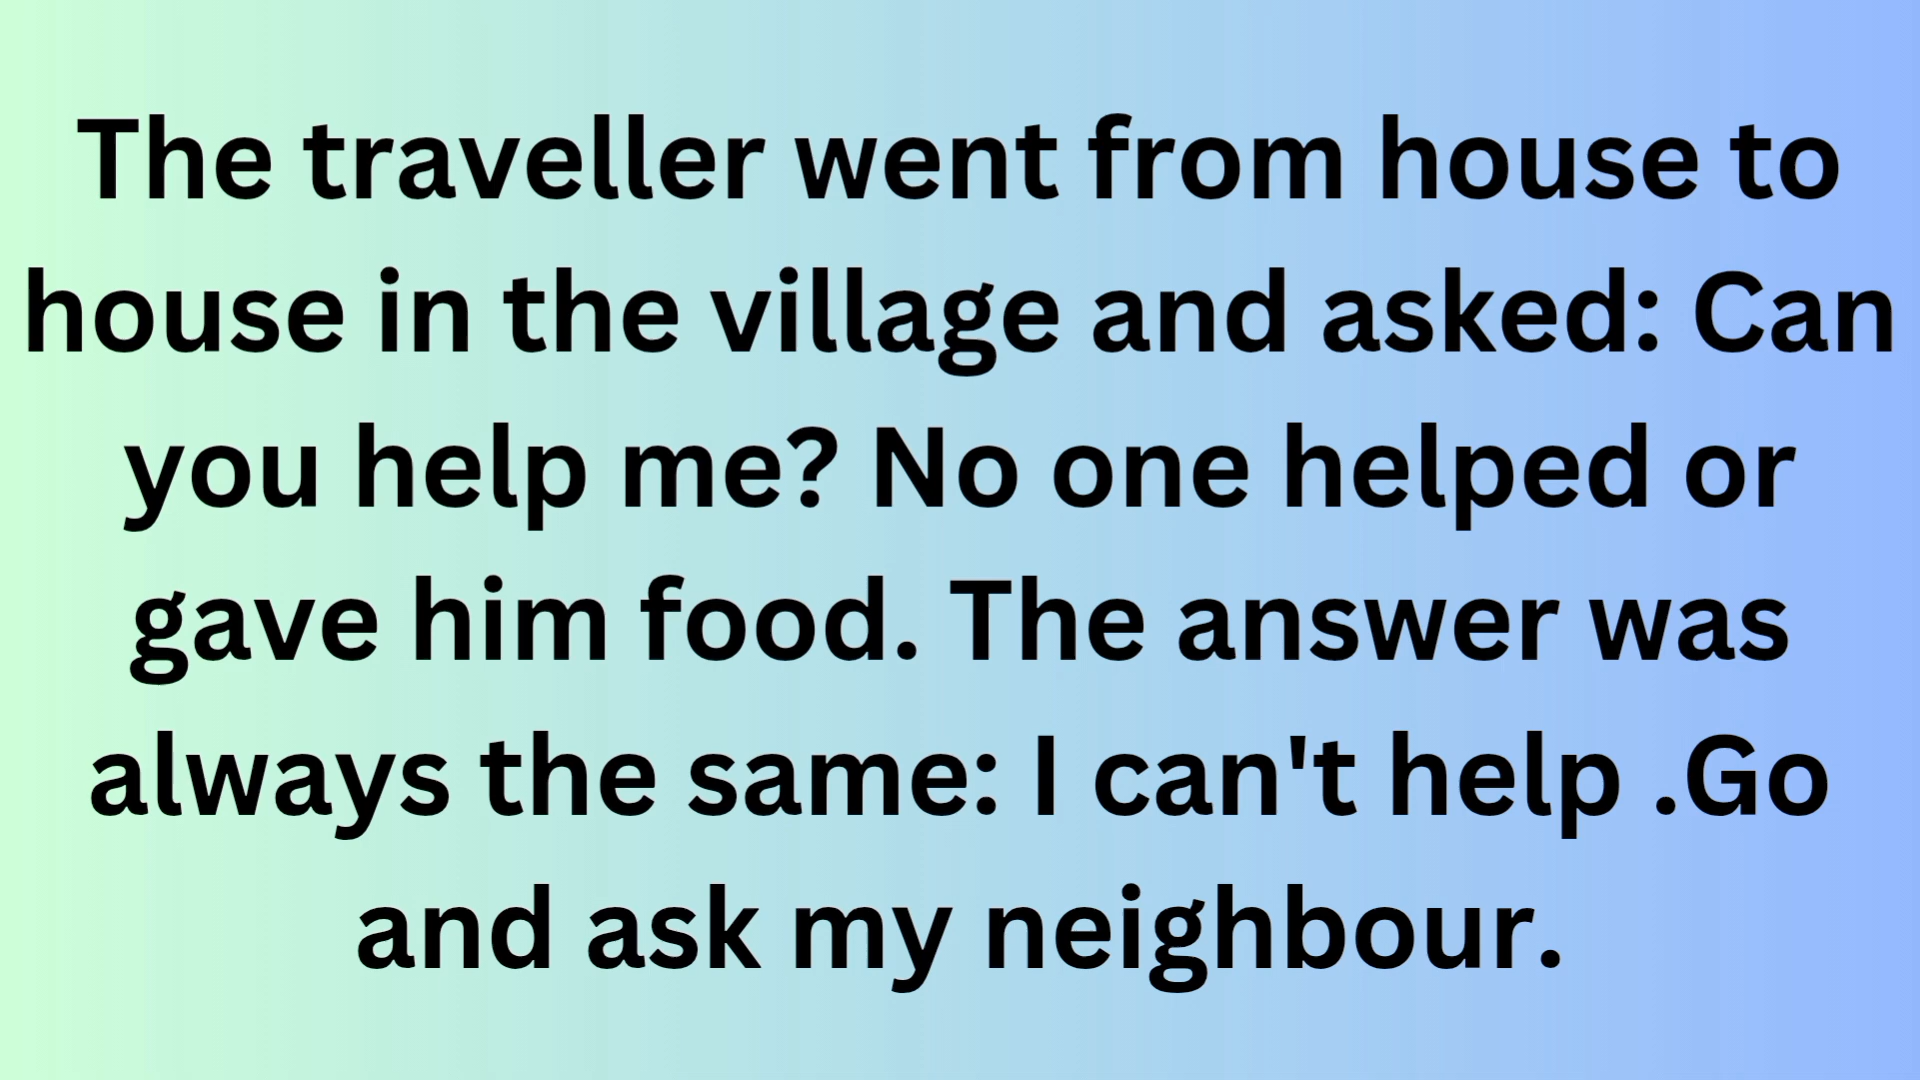 The traveller went from house to
house in the village and asked: Can
you help me? No one helped or
gave him food. The answer was
always the same: I can't help .Go
and ask my neighbour.